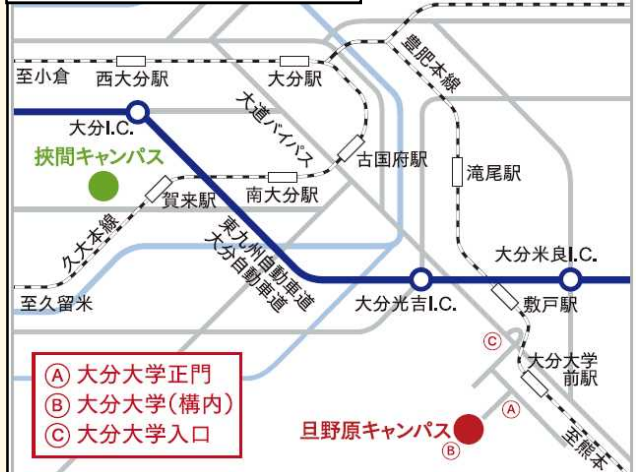 豊肥本線
至小倉
西大分駅
大分駅
大道バイパス
大分I.C.
古国府駅
滝尾駅
挾間キャンパス
賀来駅
南大分駅
久大本線
東九州自動車道
大分自動車道
大分米良I.C.
至久留米
大分光吉I.C.
敷戸駅
Ⓒ
大分大学
前駅
Ⓐ 大分大学正門
Ⓑ 大分大学(構内)
Ⓒ 大分大学入口
Ⓐ
旦野原キャンパス
Ⓑ
至熊本